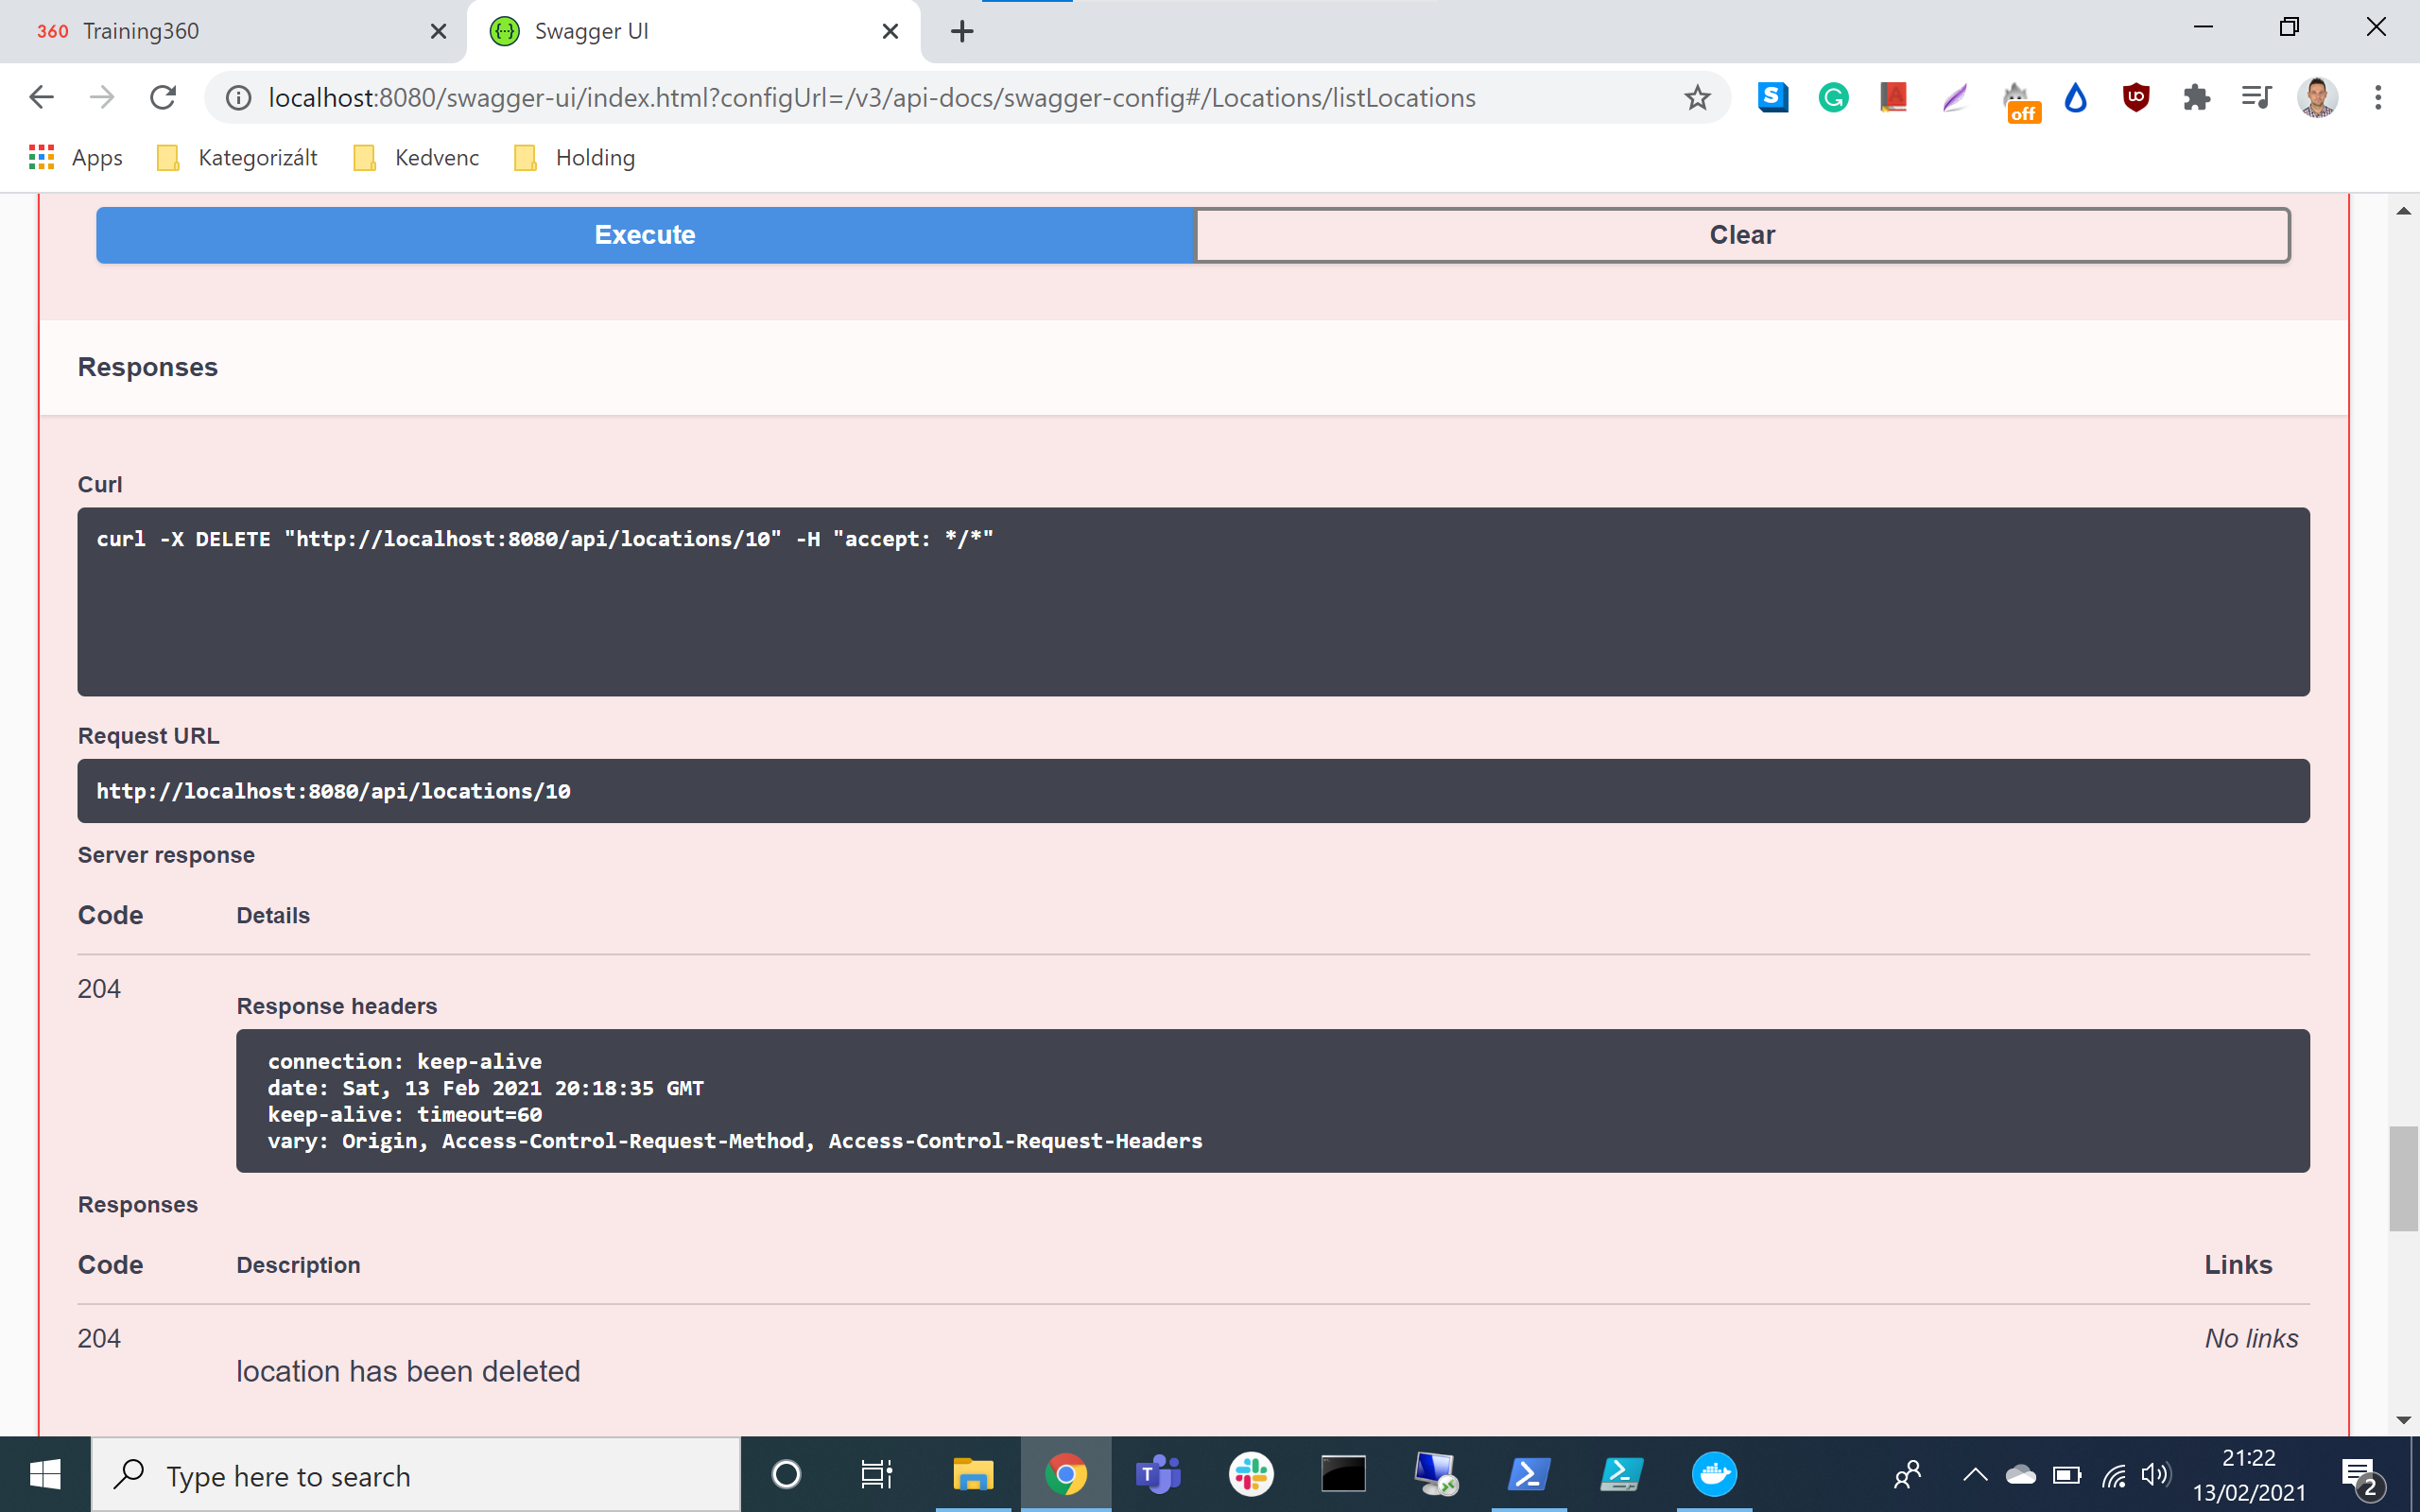 360 Training360
Swagger UI
localhost:8080/swagger-ui/index.html?configUrl=/v3/api-docs/swagger-config#/Locations/listLocations
S
G
A
off
UO
Apps
Kategorizált
Kedvenc
Holding
Execute
Clear
Responses
Curl
curl -X DELETE "http://localhost:8080/api/locations/10" -H "accept: */*"
Request URL
http://localhost:8080/api/locations/10
Server response
Code Details
204
Response headers
connection: keep-alive
date: Sat, 13 Feb 2021 20:18:35 GMT
keep-alive: timeout=60
vary: Origin, Access-Control-Request-Method, Access-Control-Request-Headers
Responses
Code Description Links
204 No links
location has been deleted
Type here to search
T
21:22
13/02/2021
2